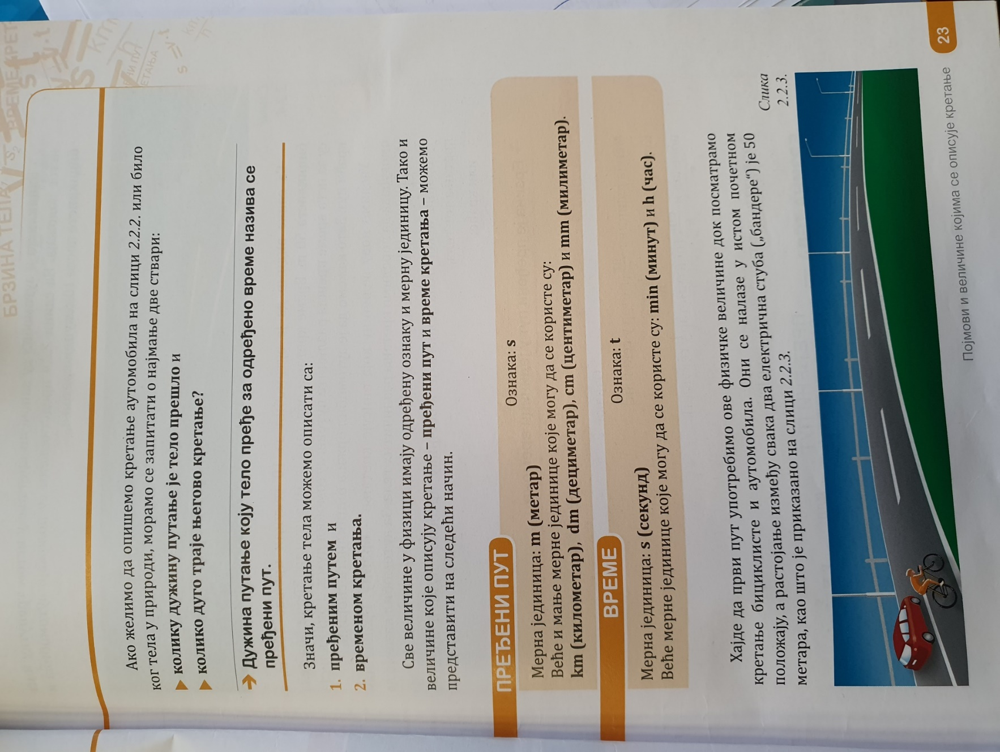 БРЗИНА ТЕЛА
ВРЕМЕ КРЕТ
s = v·t
ЕТАЊА
Ако желимо да опишемо кретање аутомобила на слици 2.2.2. или било
ког тела у природи, морамо се запитати о најмање две ствари:
колику дужину путање је тело прешло и
колико дуго траје његово кретање?
Дужина путање коју тело пређе за одређено време назива се
пређени пут.
Значи, кретање тела можемо описати са:
1. пређеним путем и
2. временом кретања.
Све величине у физици имају одређену ознаку и мерну јединицу. Тако и
величине које описују кретање – пређени пут и време кретања – можемо
представити на следећи начин.
ПРЕЂЕНИ ПУТ
Ознака: s
Мерна јединица: m (метар)
Веће и мање мерне јединице које могу да се користе су:
km (километар), dm (дециметар), cm (центиметар) и mm (милиметар).
ВРЕМЕ
Ознака: t
Мерна јединица: s (секунд)
Веће мерне јединице које могу да се користе су: min (минут) и h (час).
Хајде да први пут употребимо ове физичке величине док посматрамо
кретање бициклисте и аутомобила. Они се налазе у истом почетном
положају, а растојање између свака два електрична стуба („бандере“) је 50
метара, као што је приказано на слици 2.2.3.
Слика
2.2.3.
Појмови и величине којима се описује кретање
23